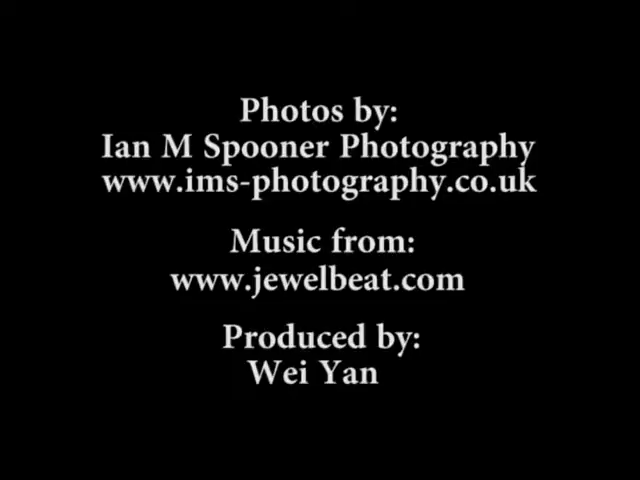 Photos by:
Ian M Spooner Photography
www.ims-photography.co.uk
Music from:
www.jewelbeat.com
Produced by:
Wei Yan